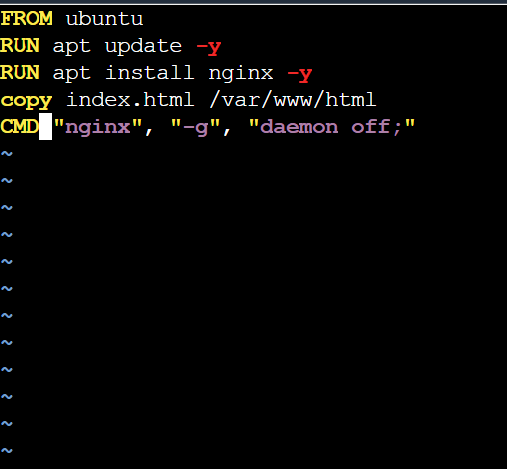 FROM ubuntu
RUN apt update -y
RUN apt install nginx -y
copy index.html /var/www/html
CMD "nginx", "-g", "daemon off;"
~
~
~
~
~
~
~
~
~
~
~
~